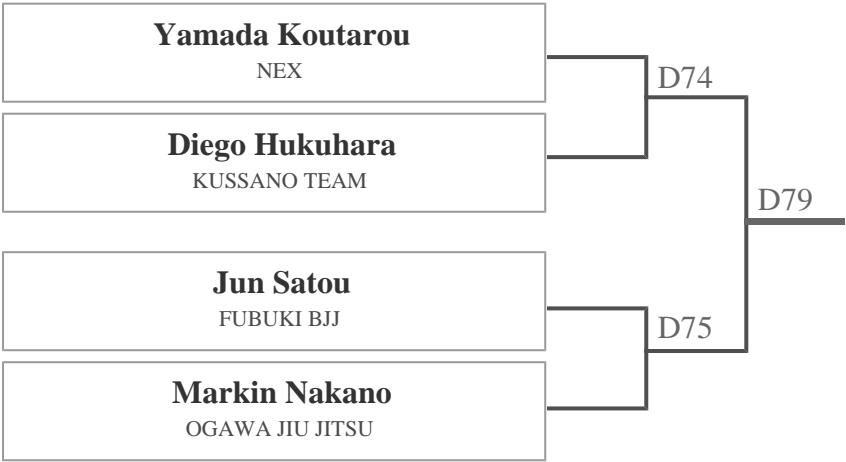 Yamada Koutarou
NEX
D74
Diego Hukuhara
KUSSANO TEAM
D79
Jun Satou
FUBUKI BJJ
D75
Markin Nakano
OGAWA JIU JITSU